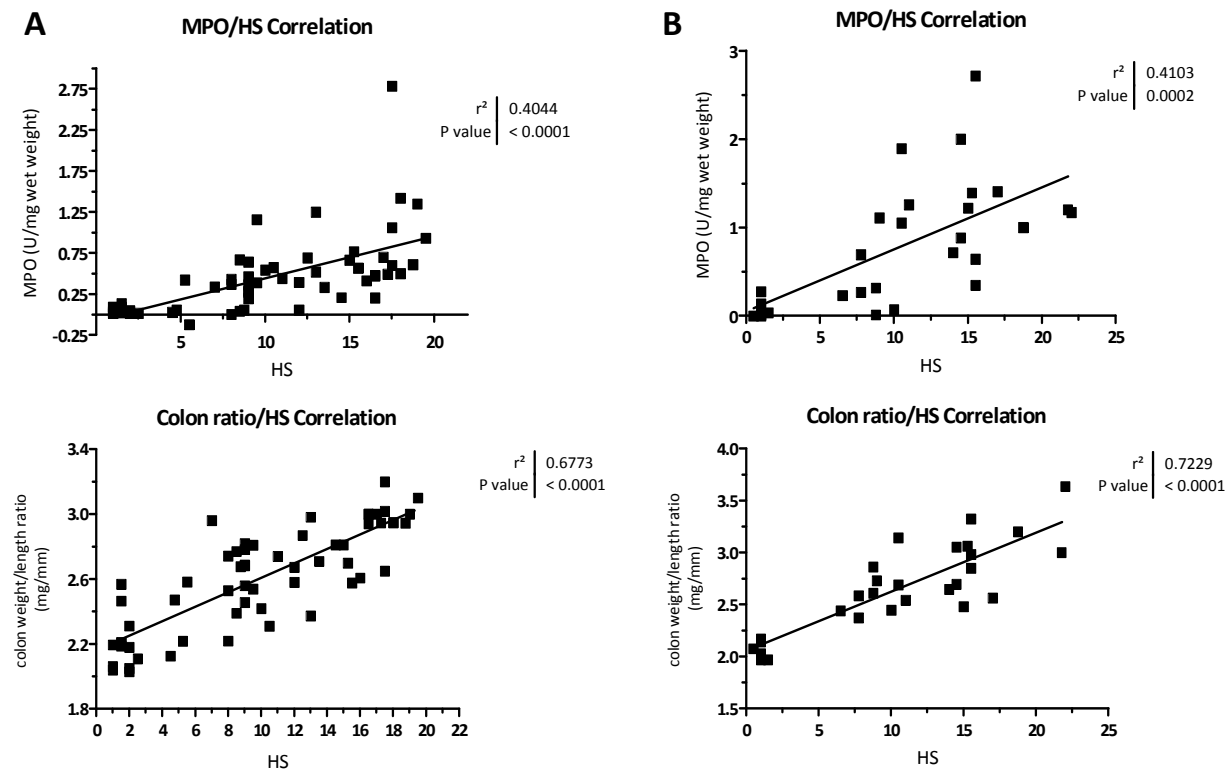 A
MPO/HS Correlation
MPO (U/mg wet weight)
2.75
2.25
1.75
1.25
0.75
0.25
-0.25
5
10
15
20
HS
r² 0.4044
P value < 0.0001
B
MPO/HS Correlation
MPO (U/mg wet weight)
3
2
1
0
0
5
10
15
20
25
HS
r² 0.4103
P value 0.0002
Colon ratio/HS Correlation
colon weight/length ratio
(mg/mm)
3.4
3.0
2.6
2.2
1.8
0
2
4
6
8
10
12
14
16
18
20
22
HS
r² 0.6773
P value < 0.0001
Colon ratio/HS Correlation
colon weight/length ratio
(mg/mm)
4.0
3.5
3.0
2.5
2.0
1.5
0
5
10
15
20
25
HS
r² 0.7229
P value < 0.0001